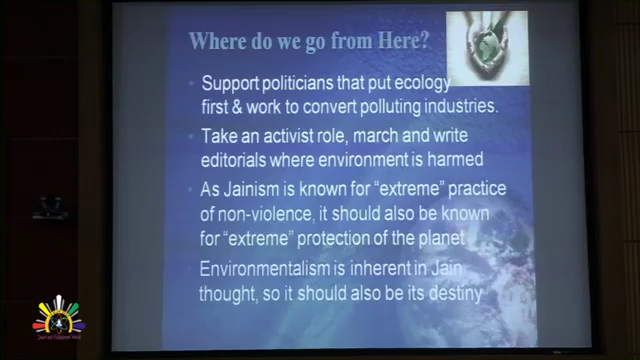 Where do we go from Here?
Support politicians that put ecology
first & work to convert polluting industries.
Take an activist role, march and write
editorials where environment is harmed
As Jainism is known for “extreme” practice
of non-violence, it should also be known
for “extreme” protection of the planet
Environmentalism is inherent in Jain
thought, so it should also be its destiny